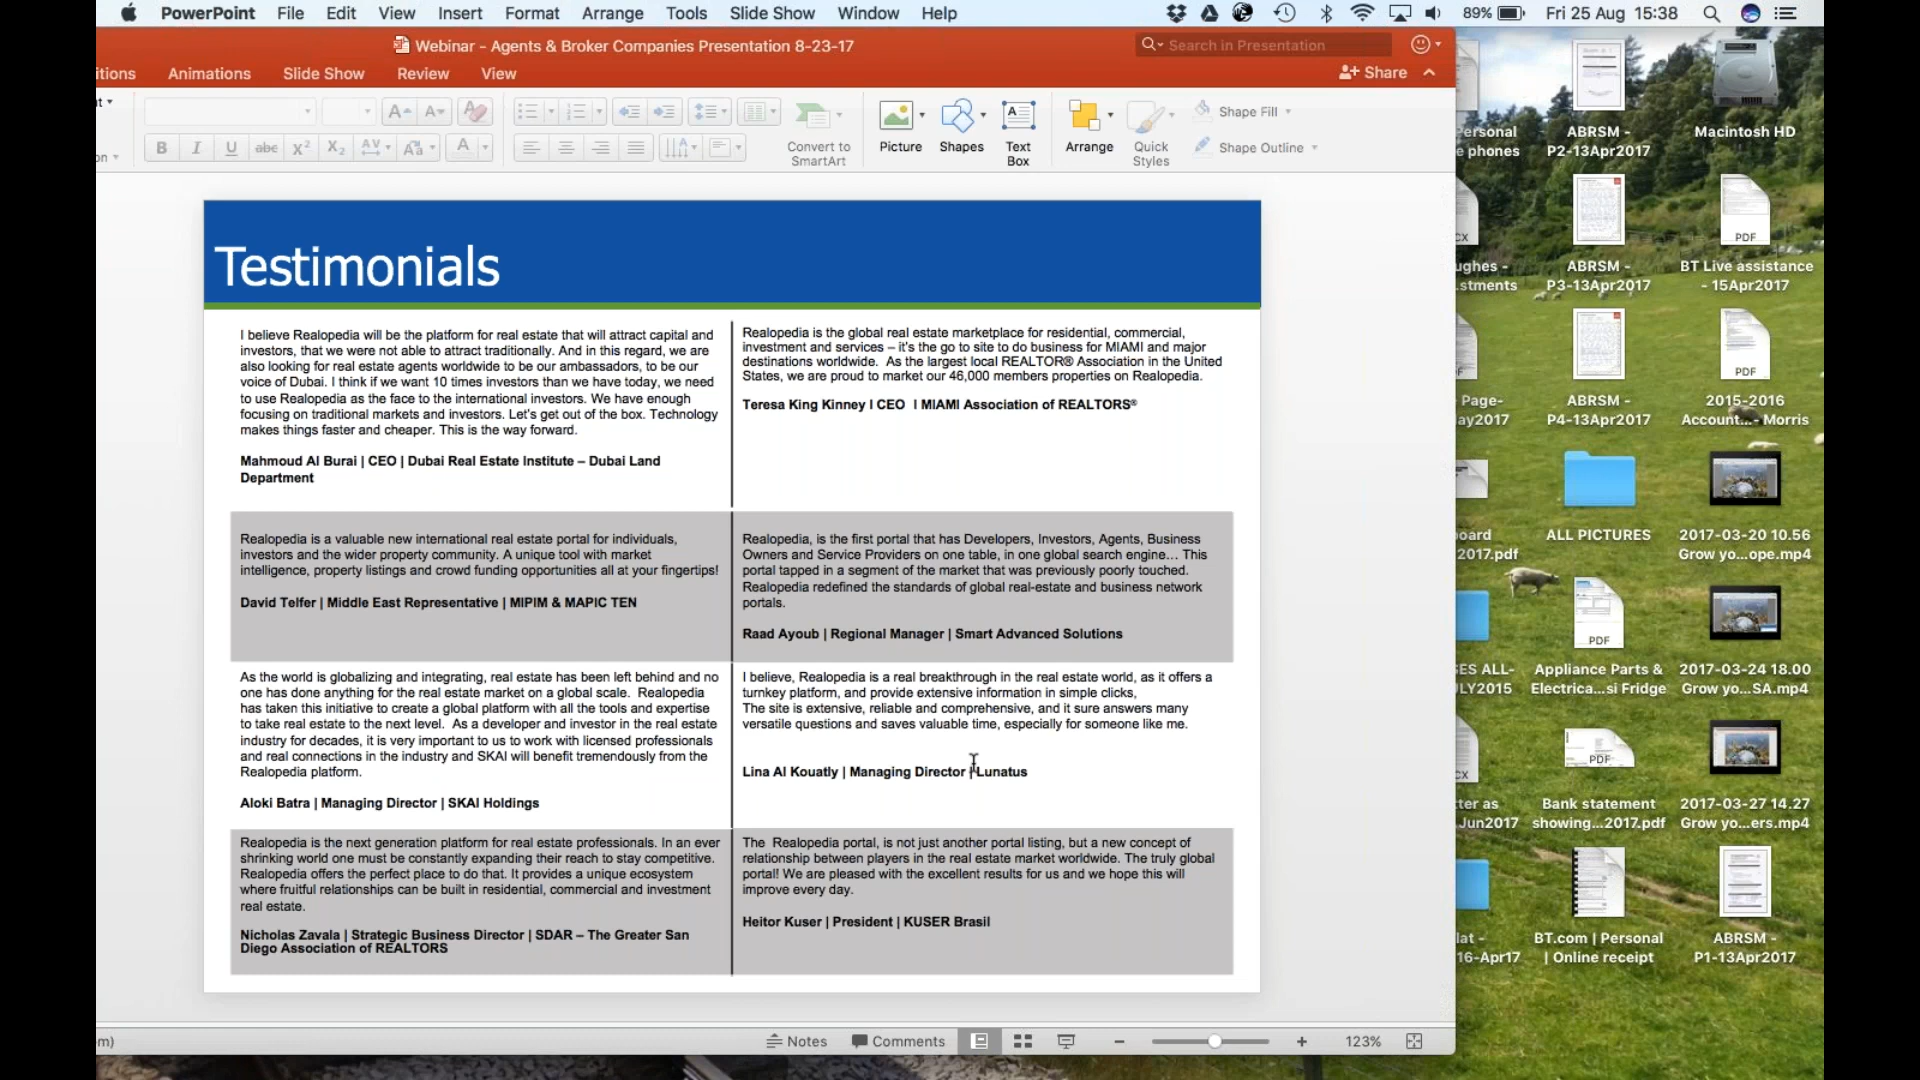 PowerPoint File Edit View Insert Format Arrange Tools Slide Show Window Help 89% Fri 25 Aug 15:38
Webinar - Agents & Broker Companies Presentation 8-23-17
Search in Presentation
itions Animations Slide Show Review View
Share
Convert to SmartArt
Picture
Shapes
Text Box
Arrange
Quick Styles
Shape Fill
Shape Outline
Testimonials
I believe Realopedia will be the platform for real estate that will attract capital and
investors, that we were not able to attract traditionally. And in this regard, we are
also looking for real estate agents worldwide to be our ambassadors, to be our
voice of Dubai. I think if we want 10 times investors than we have today, we need
to use Realopedia as the face to the international investors. We have enough
focusing on traditional markets and investors. Let's get out of the box. Technology
makes things faster and cheaper. This is the way forward.
Mahmoud Al Burai | CEO | Dubai Real Estate Institute – Dubai Land
Department
Realopedia is the global real estate marketplace for residential, commercial,
investment and services – it's the go to site to do business for MIAMI and major
destinations worldwide. As the largest local REALTOR® Association in the United
States, we are proud to market our 46,000 members properties on Realopedia.
Teresa King Kinney I CEO I MIAMI Association of REALTORS®
Realopedia is a valuable new international real estate portal for individuals,
investors and the wider property community. A unique tool with market
intelligence, property listings and crowd funding opportunities all at your fingertips!
David Telfer | Middle East Representative | MIPIM & MAPIC TEN
Realopedia, is the first portal that has Developers, Investors, Agents, Business
Owners and Service Providers on one table, in one global search engine… This
portal tapped in a segment of the market that was previously poorly touched.
Realopedia redefined the standards of global real-estate and business network
portals.
Raad Ayoub | Regional Manager | Smart Advanced Solutions
As the world is globalizing and integrating, real estate has been left behind and no
one has done anything for the real estate market on a global scale. Realopedia
has taken this initiative to create a global platform with all the tools and expertise
to take real estate to the next level. As a developer and investor in the real estate
industry for decades, it is very important to us to work with licensed professionals
and real connections in the industry and SKAI will benefit tremendously from the
Realopedia platform.
Aloki Batra | Managing Director | SKAI Holdings
I believe, Realopedia is a real breakthrough in the real estate world, as it offers a
turnkey platform, and provide extensive information in simple clicks,
The site is extensive, reliable and comprehensive, and it sure answers many
versatile questions and saves valuable time, especially for someone like me.
Lina Al Kouatly | Managing Director | Lunatus
Realopedia is the next generation platform for real estate professionals. In an ever
shrinking world one must be constantly expanding their reach to stay competitive.
Realopedia offers the perfect place to do that. It provides a unique ecosystem
where fruitful relationships can be built in residential, commercial and investment
real estate.
Nicholas Zavala | Strategic Business Director | SDAR – The Greater San
Diego Association of REALTORS
The Realopedia portal, is not just another portal listing, but a new concept of
relationship between players in the real estate market worldwide. The truly global
portal! We are pleased with the excellent results for us and we hope this will
improve every day.
Heitor Kuser | President | KUSER Brasil
Notes Comments 123%
ABRSM -
P2-13Apr2017
Macintosh HD
ABRSM -
P3-13Apr2017
PDF
BT Live assistance
- 15Apr2017
ABRSM -
P4-13Apr2017
PDF
2015-2016
Account...- Morris
ALL PICTURES
2017-03-20 10.56
Grow yo...ope.mp4
PDF
Appliance Parts &
Electrica...si Fridge
2017-03-24 18.00
Grow yo...SA.mp4
PDF
Bank statement
showing...2017.pdf
2017-03-27 14.27
Grow yo...ers.mp4
BT.com | Personal
| Online receipt
ABRSM -
P1-13Apr2017